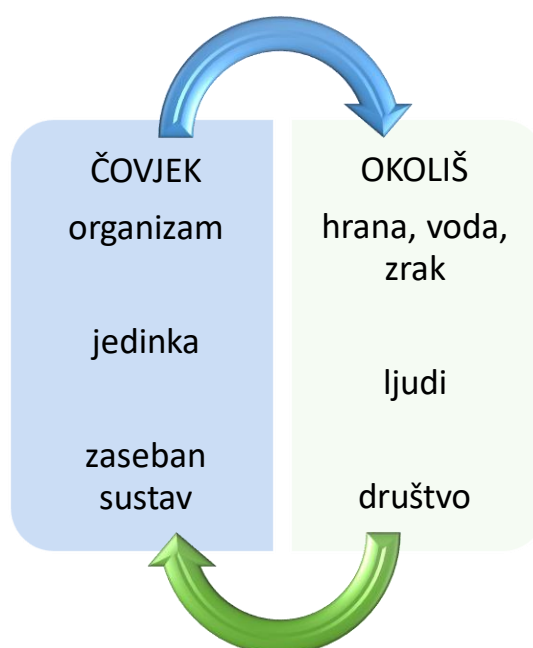 ČOVJEK
organizam
jedinka
zaseban
sustav
OKOLIŠ
hrana, voda,
zrak
ljudi
društvo